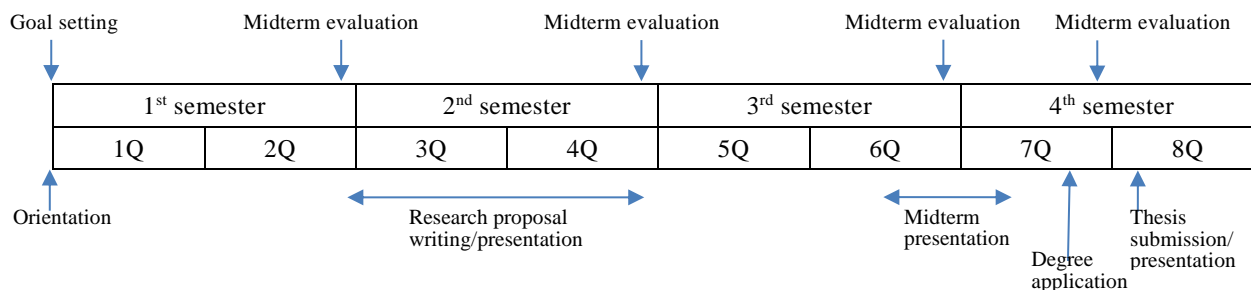 Goal setting Midterm evaluation Midterm evaluation Midterm evaluation Midterm evaluation
1st semester 2nd semester 3rd semester 4th semester
1Q 2Q 3Q 4Q 5Q 6Q 7Q 8Q
Orientation
Research proposal
writing/presentation
Midterm
presentation
Degree
application
Thesis
submission/
presentation